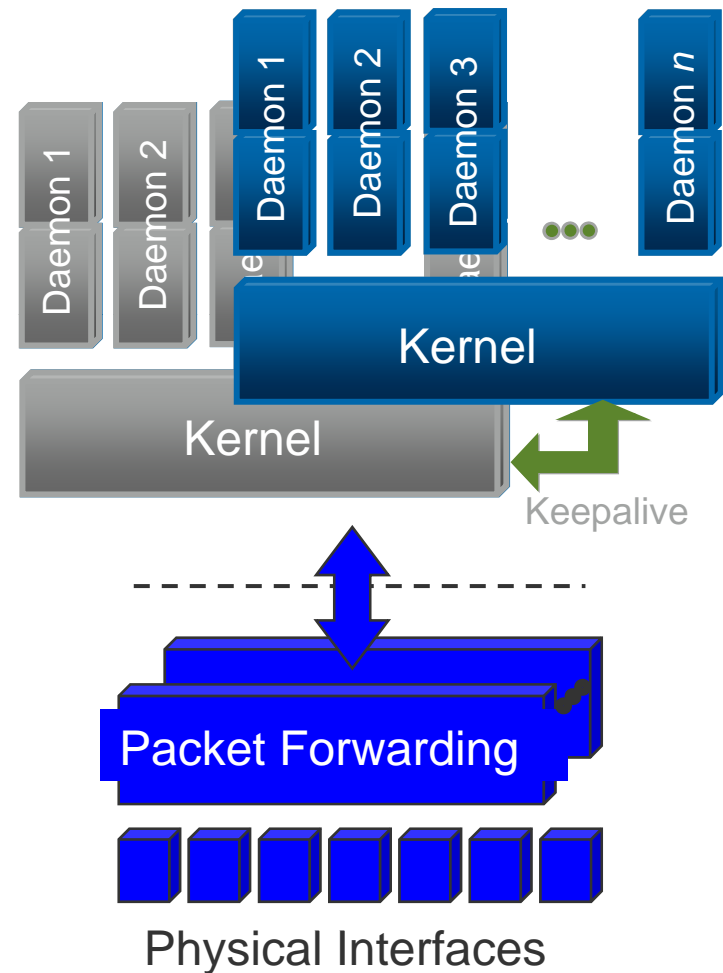 Daemon 1
Daemon 2
Daemon 3
Daemon n
Daemon 1
Daemon 2
Kernel
Kernel
Keepalive
Packet Forwarding
Physical Interfaces